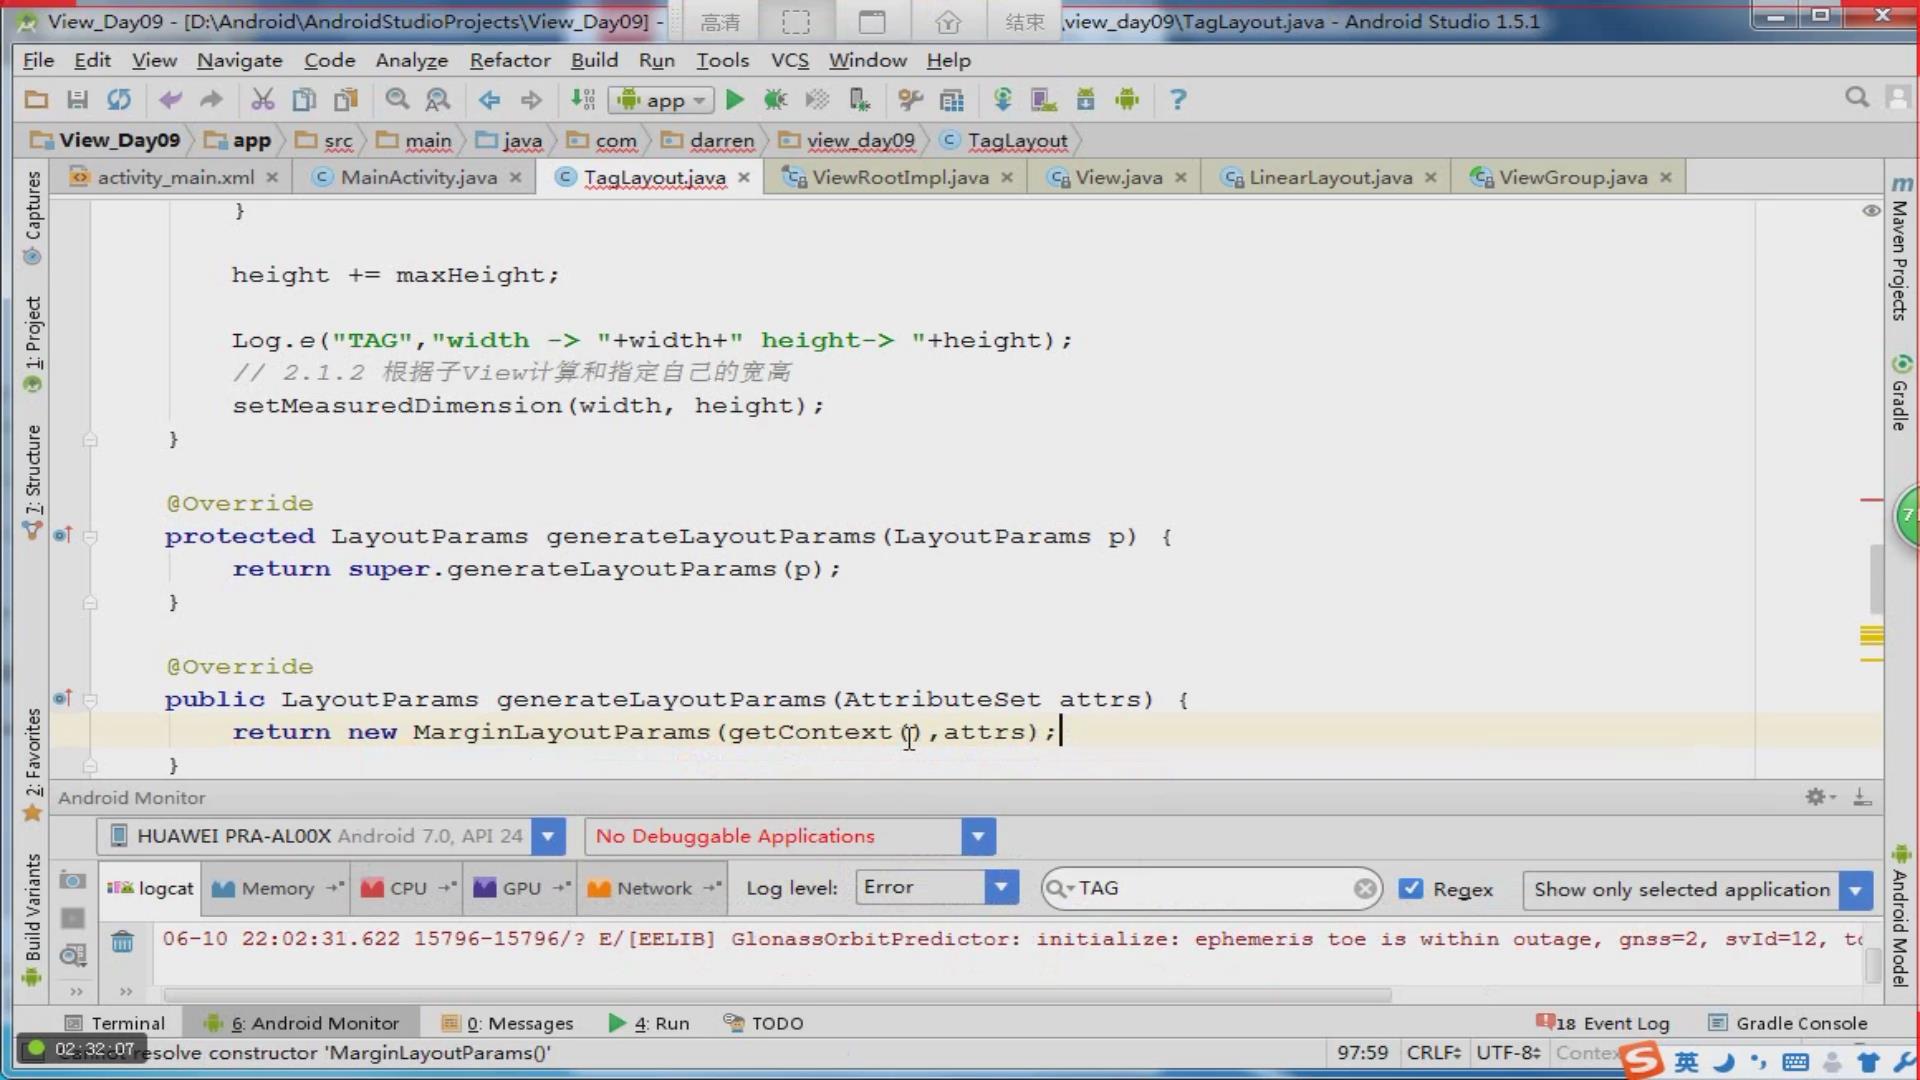 View_Day09 - [D:\Android\AndroidStudioProjects\View_Day09] -
高清
结束
\view_day09\TagLayout.java - Android Studio 1.5.1
File Edit View Navigate Code Analyze Refactor Build Run Tools VCS Window Help
app
View_Day09 app src main java com darren view_day09 TagLayout
activity_main.xml MainActivity.java TagLayout.java ViewRootImpl.java View.java LinearLayout.java ViewGroup.java
}
height += maxHeight;
Log.e("TAG","width -> "+width+" height-> "+height);
// 2.1.2 根据子View计算和指定自己的宽高
setMeasuredDimension(width, height);
}
@Override
protected LayoutParams generateLayoutParams(LayoutParams p) {
return super.generateLayoutParams(p);
}
@Override
public LayoutParams generateLayoutParams(AttributeSet attrs) {
return new MarginLayoutParams(getContext(),attrs);
}
Captures
1: Project
7: Structure
2: Favorites
Build Variants
Maven Projects
Gradle
Android Model
7
Android Monitor
HUAWEI PRA-AL00X Android 7.0, API 24
No Debuggable Applications
logcat Memory CPU GPU Network Log level: Error TAG Regex Show only selected application
06-10 22:02:31.622 15796-15796/? E/[EELIB] GlonassOrbitPredictor: initialize: ephemeris toe is within outage, gnss=2, svId=12,
Terminal 6: Android Monitor 0: Messages 4: Run TODO 18 Event Log Gradle Console
02:32:07
resolve constructor 'MarginLayoutParams()'
97:59 CRLF UTF-8
英